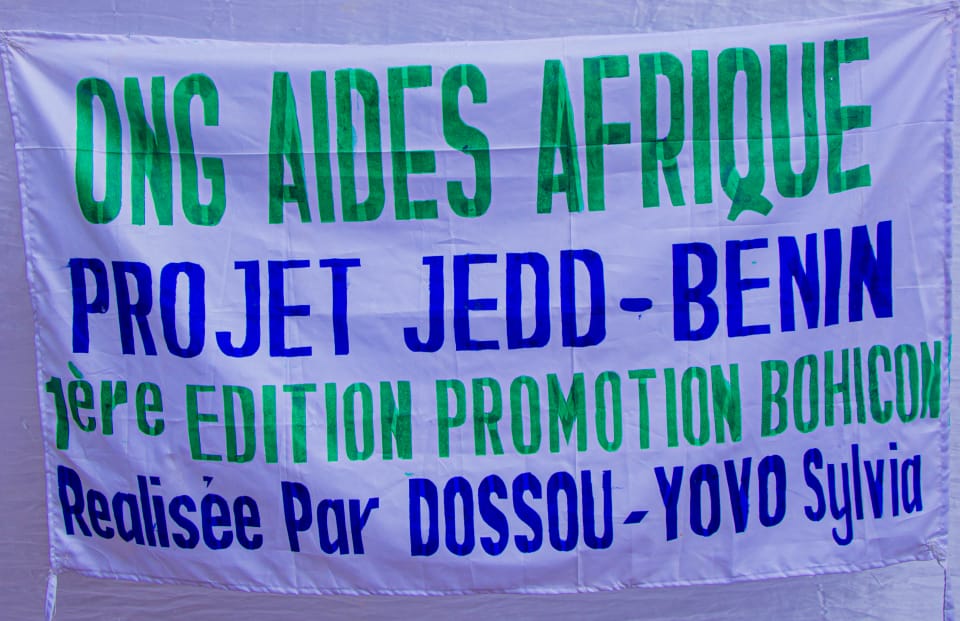 ONG AIDES AFRIQUE
PROJET JEDD-BENIN
1ère EDITION PROMOTION BOHICON
Realisée Par DOSSOU-YOVO Sylvia